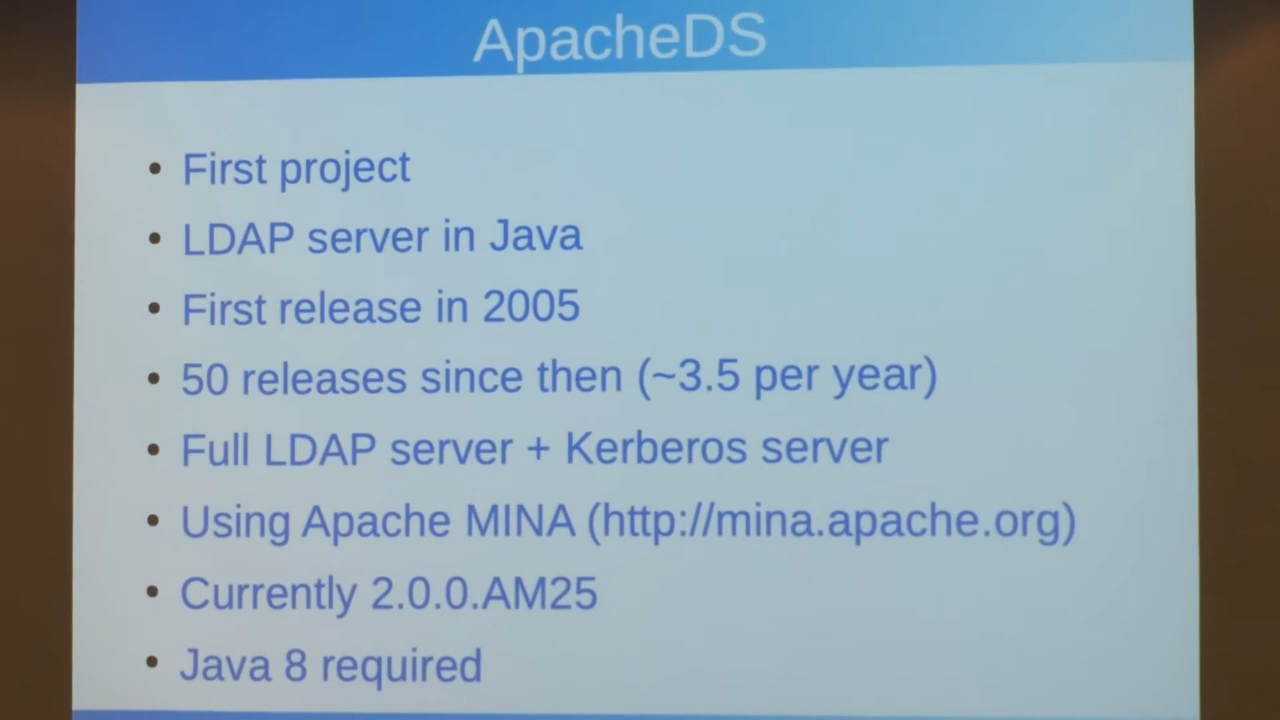 ApacheDS
• First project
• LDAP server in Java
• First release in 2005
• 50 releases since then (~3.5 per year)
• Full LDAP server + Kerberos server
• Using Apache MINA (http://mina.apache.org)
• Currently 2.0.0.AM25
• Java 8 required